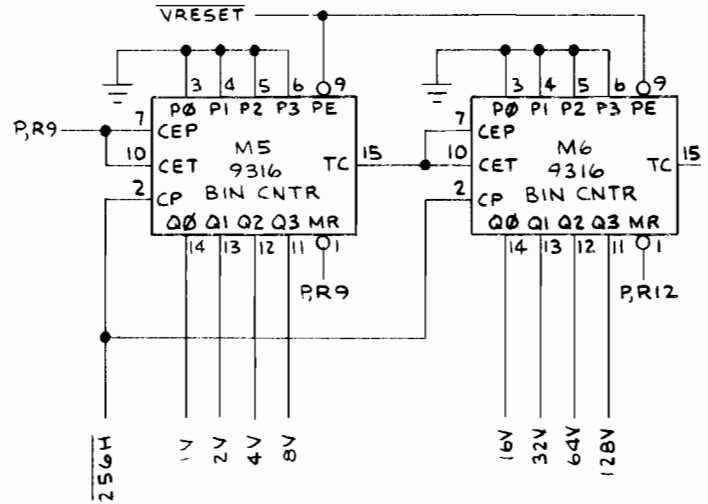 VRESET
3 4 5 6 9 3 4 5 6 9
PØ P1 P2 P3 PE PØ P1 P2 P3 PE
P,R9 7 CEP 7 CEP
M5 M6
10 CET 9316 TC 15 10 CET 9316 TC 15
2 CP BIN CNTR 2 CP BIN CNTR
QØ Q1 Q2 Q3 MR QØ Q1 Q2 Q3 MR
14 13 12 11 1 14 13 12 11 1
P,R9 P,R12
256H 1V 2V 4V 8V 16V 32V 64V 128V